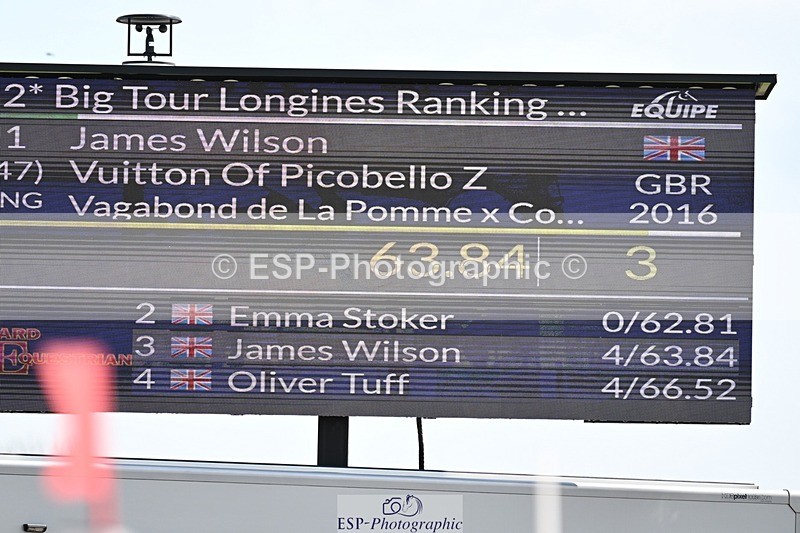 2* Big Tour Longines Ranking ...
EQUIPE
1 James Wilson
47) Vuitton Of Picobello Z GBR
NG Vagabond de La Pomme x Co... 2016
63.84 3
© ESP-Photographic ©
2 Emma Stoker 0/62.81
ARD
EQUESTRIAN
3 James Wilson 4/63.84
4 Oliver Tuff 4/66.52
ESP-Photographic